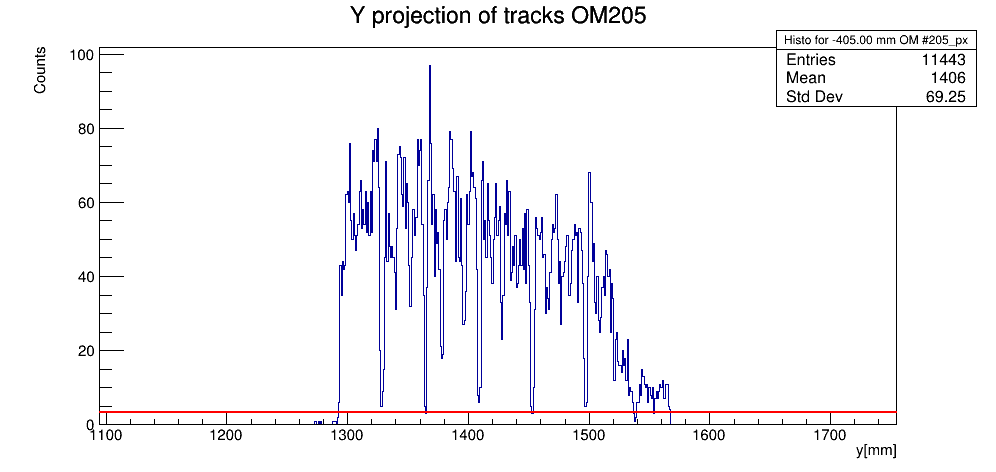 Y projection of tracks OM205
Histo for -405.00 mm OM #205_px
Entries 11443
Mean 1406
Std Dev 69.25
Counts
100
80
60
40
20
0
1100 1200 1300 1400 1500 1600 1700
y[mm]